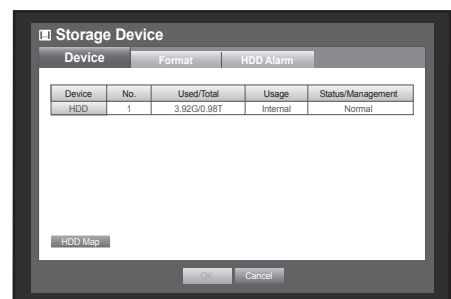 Storage Device
Device Format HDD Alarm
Device No. Used/Total Usage Status/Management
HDD 1 3.92G/0.98T Internal Normal
HDD Map
OK Cancel